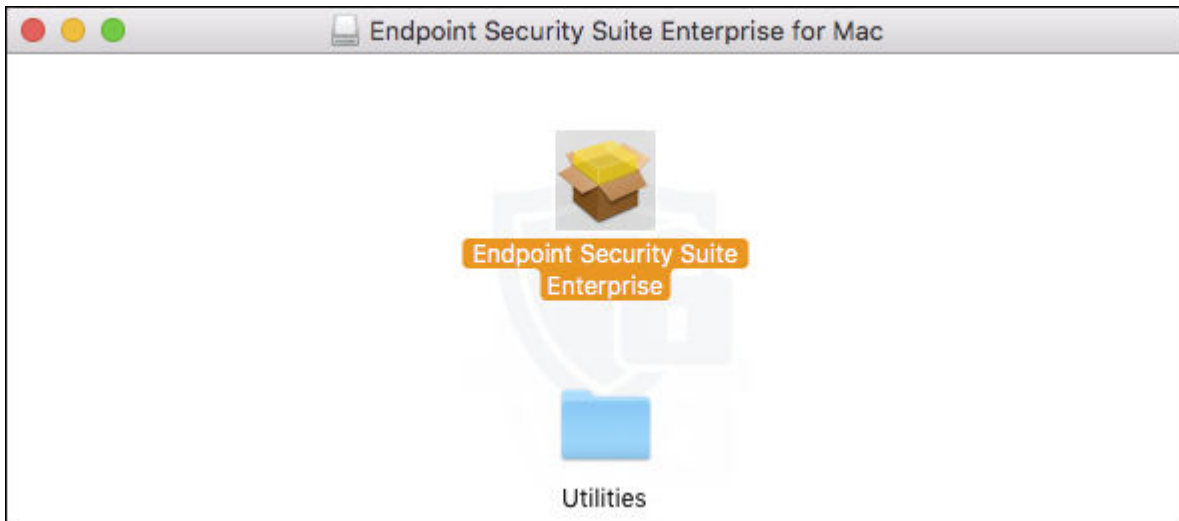 Endpoint Security Suite Enterprise for Mac
Endpoint Security Suite
Enterprise
Utilities